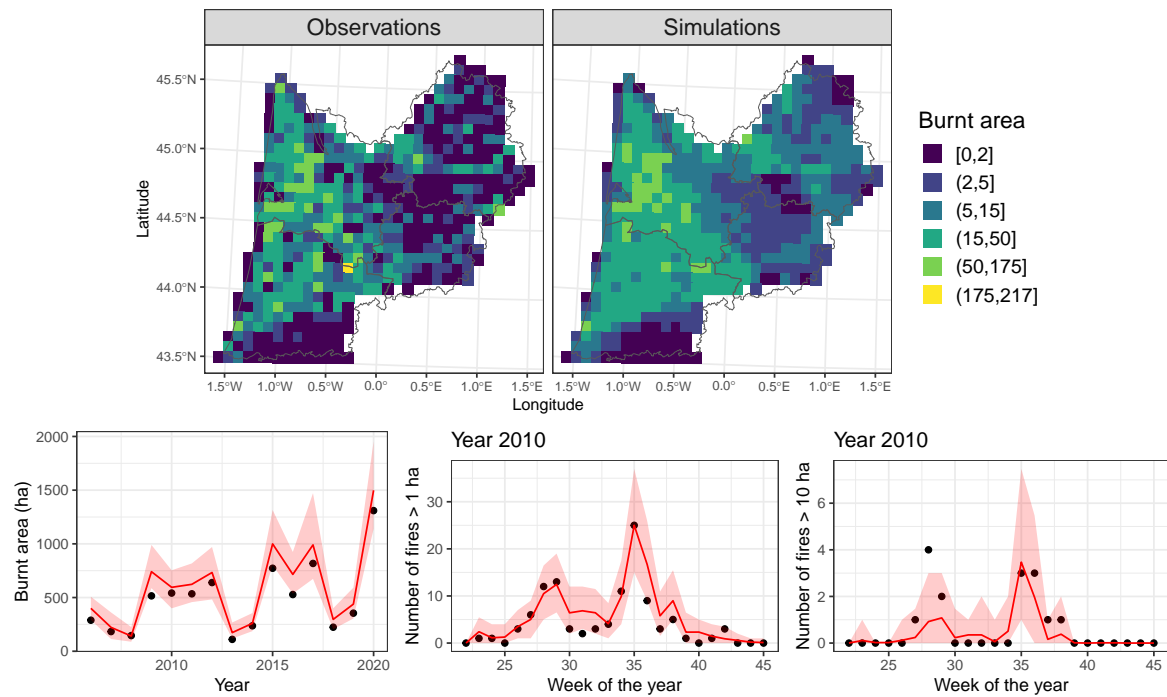 Observations
Simulations
45.5°N
45.0°N
44.5°N
44.0°N
43.5°N
Latitude
1.5°W 1.0°W 0.5°W 0.0° 0.5°E 1.0°E 1.5°E
1.5°W 1.0°W 0.5°W 0.0° 0.5°E 1.0°E 1.5°E
Longitude
Burnt area
[0,2]
(2,5]
(5,15]
(15,50]
(50,175]
(175,217]
2000
1500
1000
500
0
Burnt area (ha)
2010 2015 2020
Year
Year 2010
30
20
10
0
Number of fires > 1 ha
25 30 35 40 45
Week of the year
Year 2010
6
4
2
0
Number of fires > 10 ha
25 30 35 40 45
Week of the year